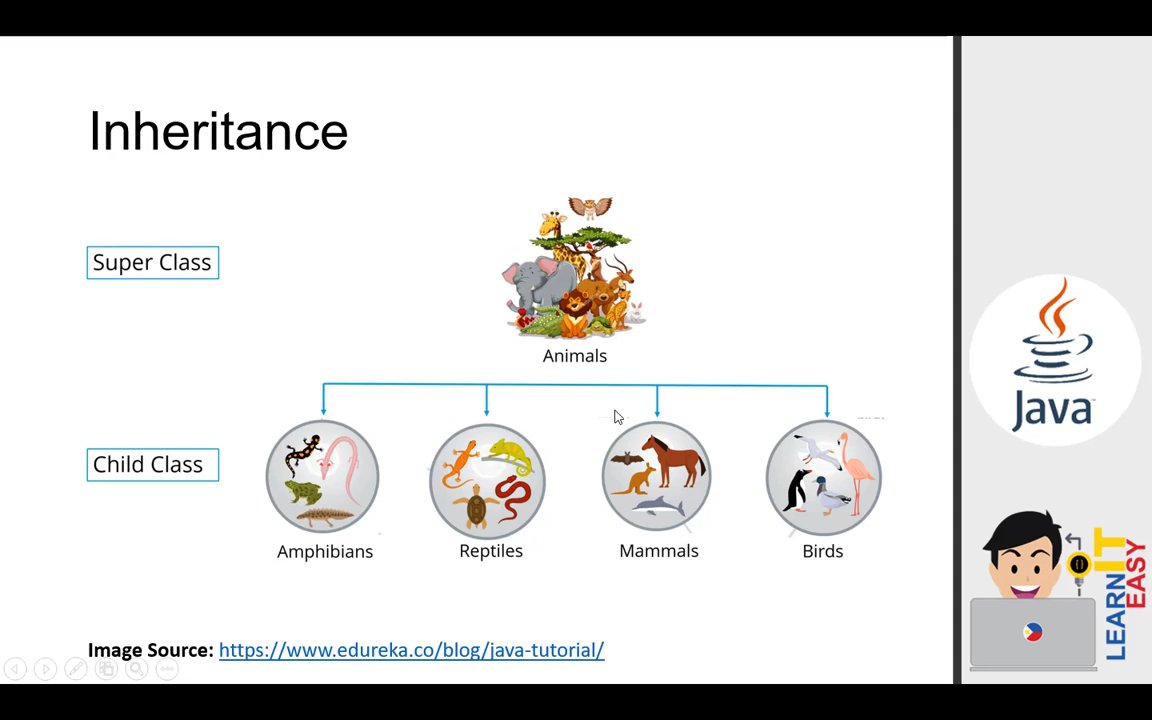 Inheritance
Super Class
Animals
Child Class
Amphibians
Reptiles
Mammals
Birds
Image Source: https://www.edureka.co/blog/java-tutorial/
Java™
LEARN IT
EASY